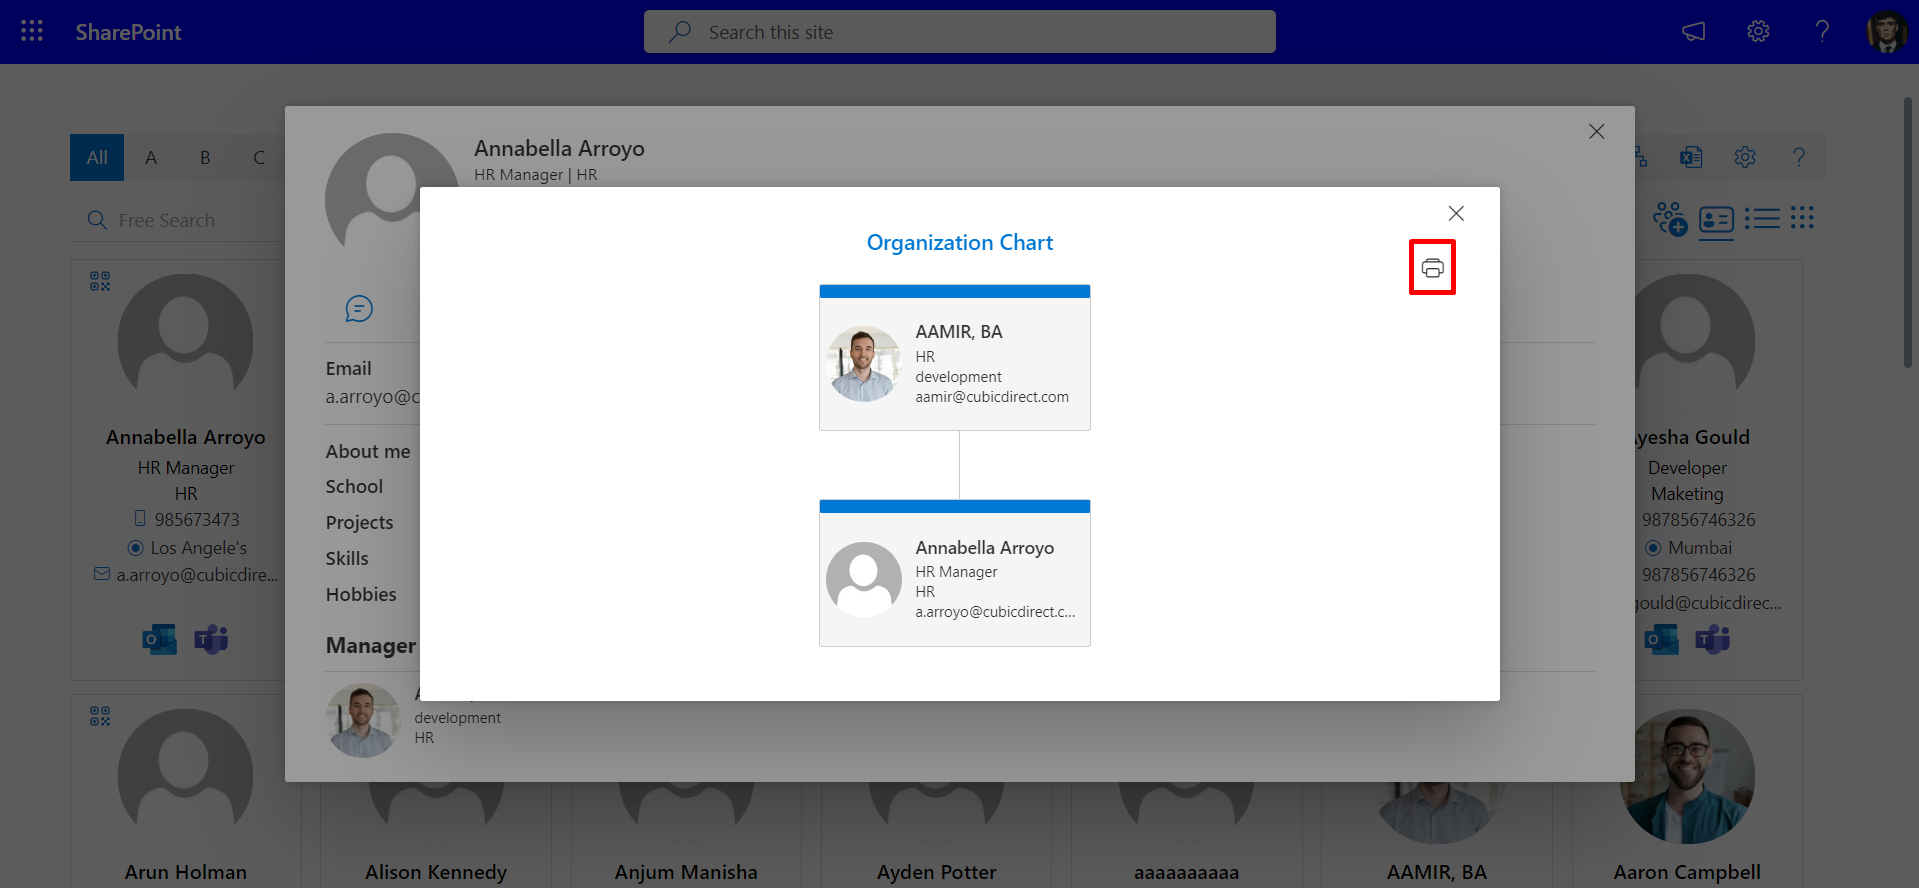 SharePoint
Search this site
All
A
B
C
Free Search
Annabella Arroyo
HR Manager
HR
985673473
Los Angele's
a.arroyo@cubicdire...
Arun Holman
Annabella Arroyo
HR Manager | HR
Email
a.arroyo@c
About me
School
Projects
Skills
Hobbies
Manager
development
HR
Organization Chart
AAMIR, BA
HR
development
aamir@cubicdirect.com
Annabella Arroyo
HR Manager
HR
a.arroyo@cubicdirect.c...
Ayesha Gould
Developer
Maketing
987856746326
Mumbai
987856746326
gould@cubicdirec...
Alison Kennedy
Anjum Manisha
Ayden Potter
aaaaaaaaaa
AAMIR, BA
Aaron Campbell